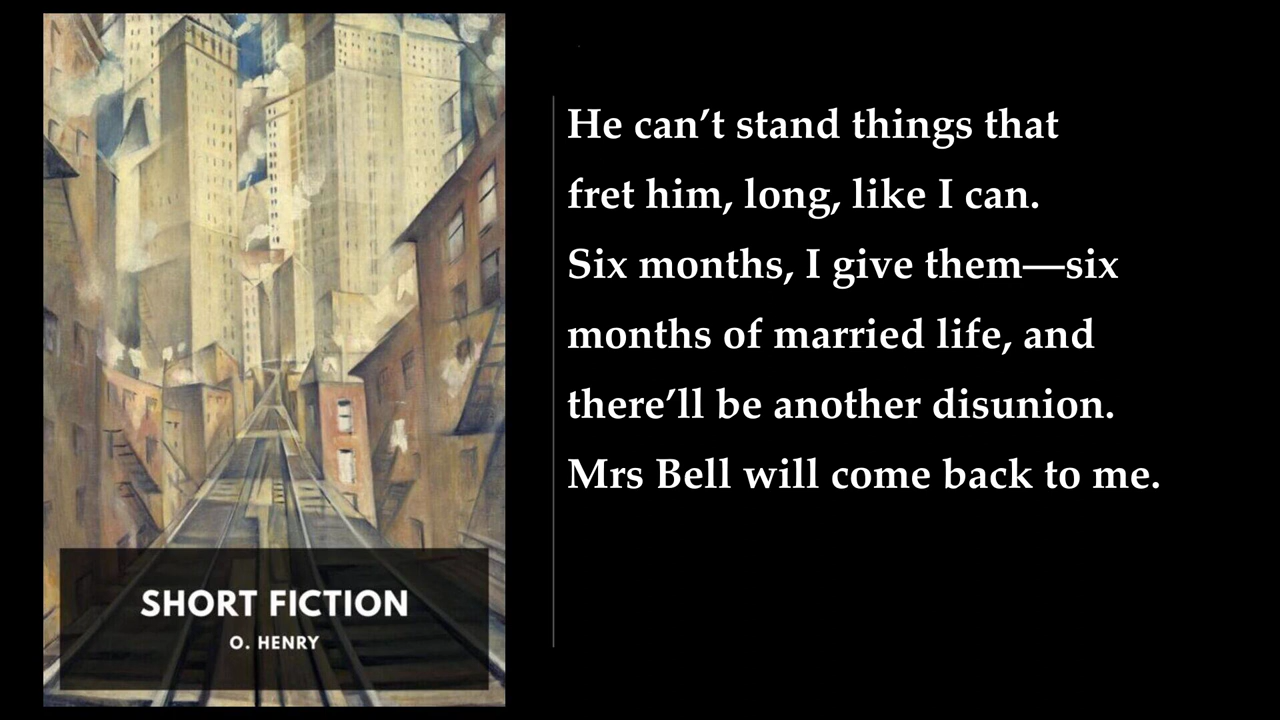 He can’t stand things that
fret him, long, like I can.
Six months, I give them—six
months of married life, and
there’ll be another disunion.
Mrs Bell will come back to me.
SHORT FICTION
O. HENRY